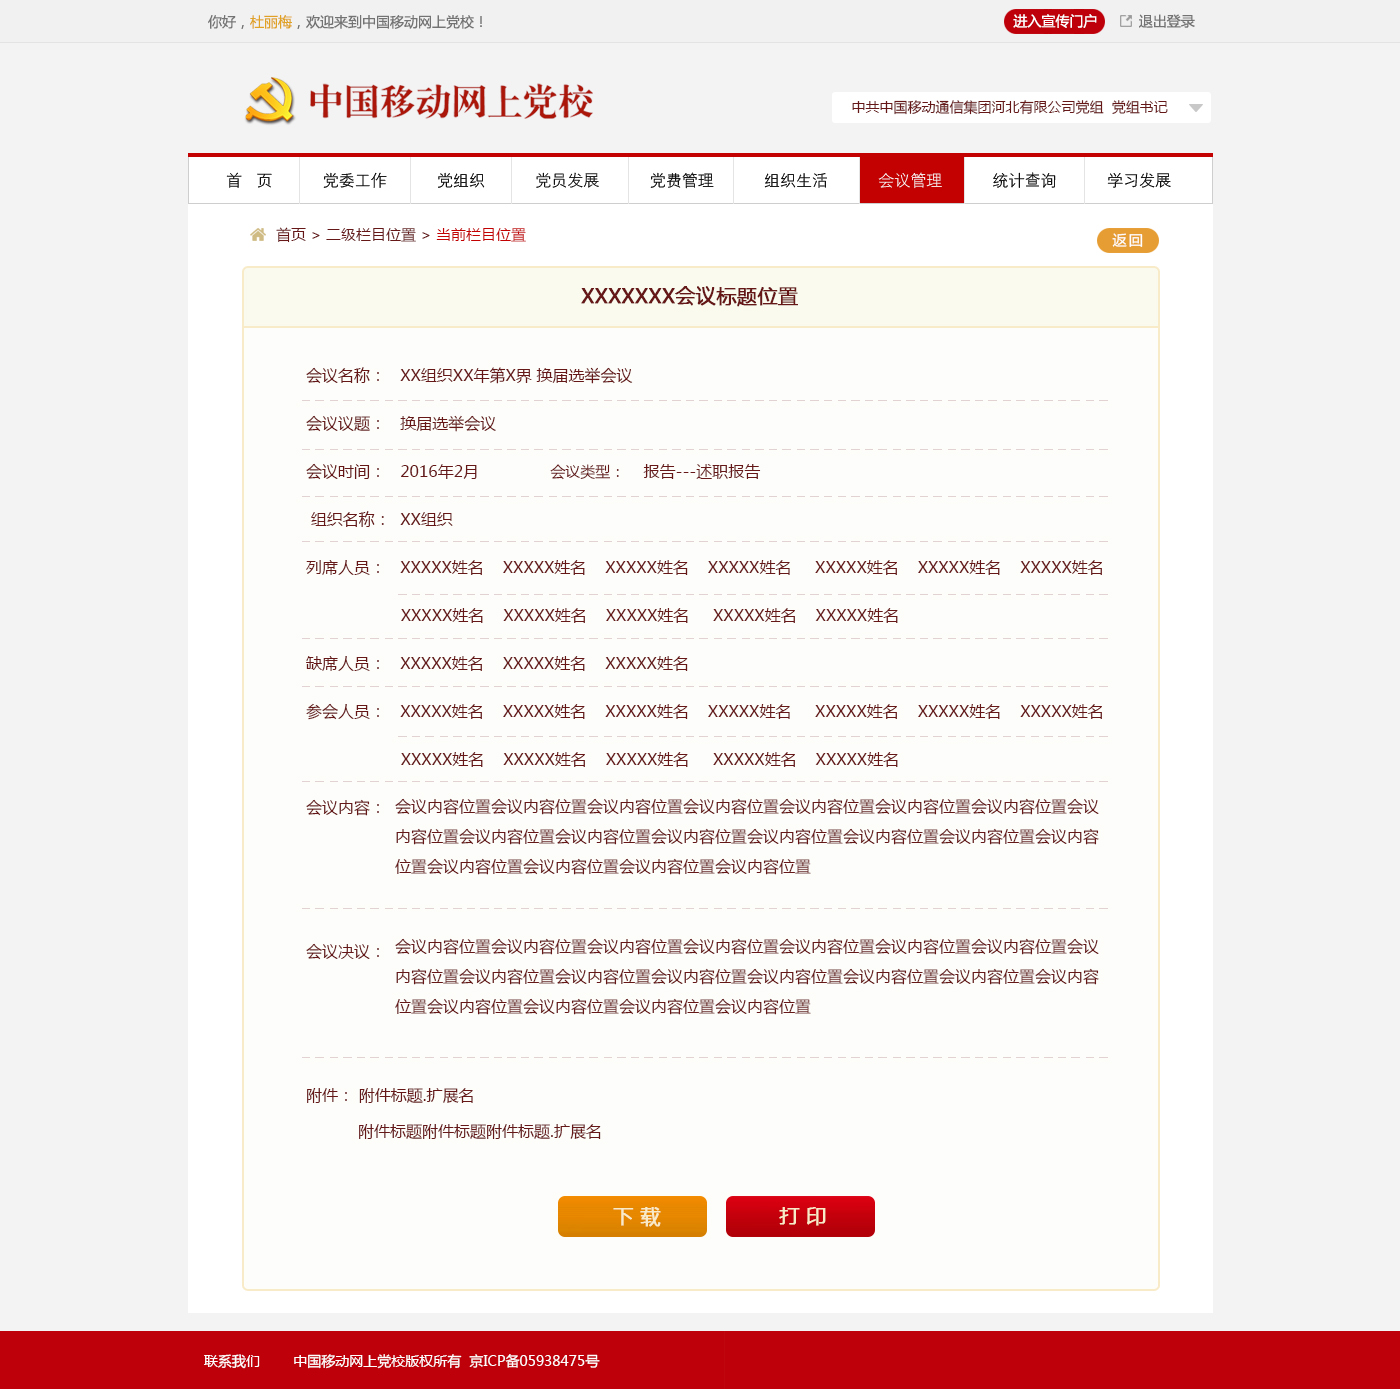 你好，杜丽梅，欢迎来到中国移动网上党校！
进入宣传门户 退出登录
中国移动网上党校
中共中国移动通信集团河北有限公司党组 党组书记
首 页 党委工作 党组织 党员发展 党费管理 组织生活 会议管理 统计查询 学习发展
首页 > 二级栏目位置 > 当前栏目位置
返回
XXXXXXX会议标题位置
会议名称： XX组织XX年第X界 换届选举会议
会议议题： 换届选举会议
会议时间： 2016年2月 会议类型： 报告---述职报告
组织名称： XX组织
列席人员： XXXXX姓名 XXXXX姓名 XXXXX姓名 XXXXX姓名 XXXXX姓名 XXXXX姓名 XXXXX姓名
XXXXX姓名 XXXXX姓名 XXXXX姓名 XXXXX姓名 XXXXX姓名
缺席人员： XXXXX姓名 XXXXX姓名 XXXXX姓名
参会人员： XXXXX姓名 XXXXX姓名 XXXXX姓名 XXXXX姓名 XXXXX姓名 XXXXX姓名 XXXXX姓名
XXXXX姓名 XXXXX姓名 XXXXX姓名 XXXXX姓名 XXXXX姓名
会议内容： 会议内容位置会议内容位置会议内容位置会议内容位置会议内容位置会议内容位置会议内容位置会议
内容位置会议内容位置会议内容位置会议内容位置会议内容位置会议内容位置会议内容位置会议内容
位置会议内容位置会议内容位置会议内容位置会议内容位置
会议决议： 会议内容位置会议内容位置会议内容位置会议内容位置会议内容位置会议内容位置会议内容位置会议
内容位置会议内容位置会议内容位置会议内容位置会议内容位置会议内容位置会议内容位置会议内容
位置会议内容位置会议内容位置会议内容位置会议内容位置
附件： 附件标题.扩展名
附件标题附件标题附件标题.扩展名
下 载 打 印
联系我们 中国移动网上党校版权所有 京ICP备05938475号